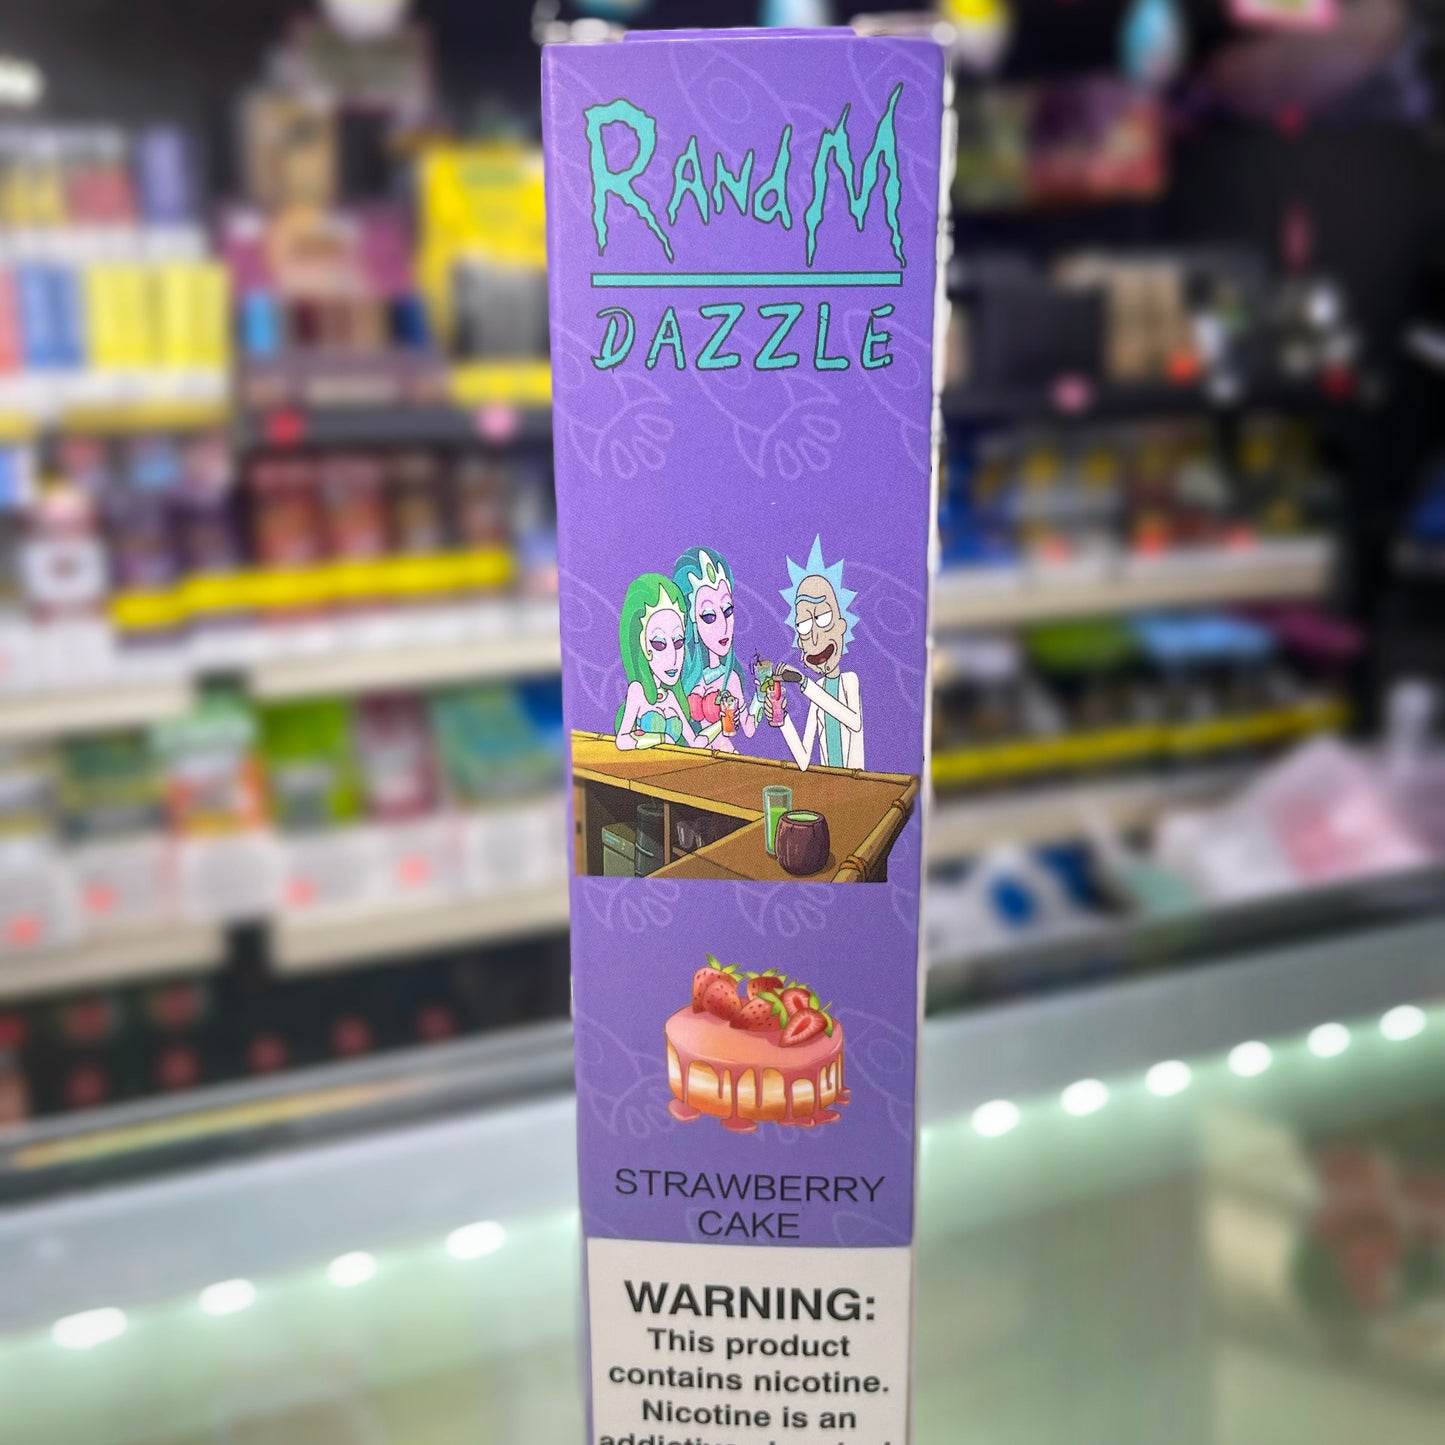 RandM
DAZZLE
STRAWBERRY
CAKE
WARNING:
This product
contains nicotine.
Nicotine is an